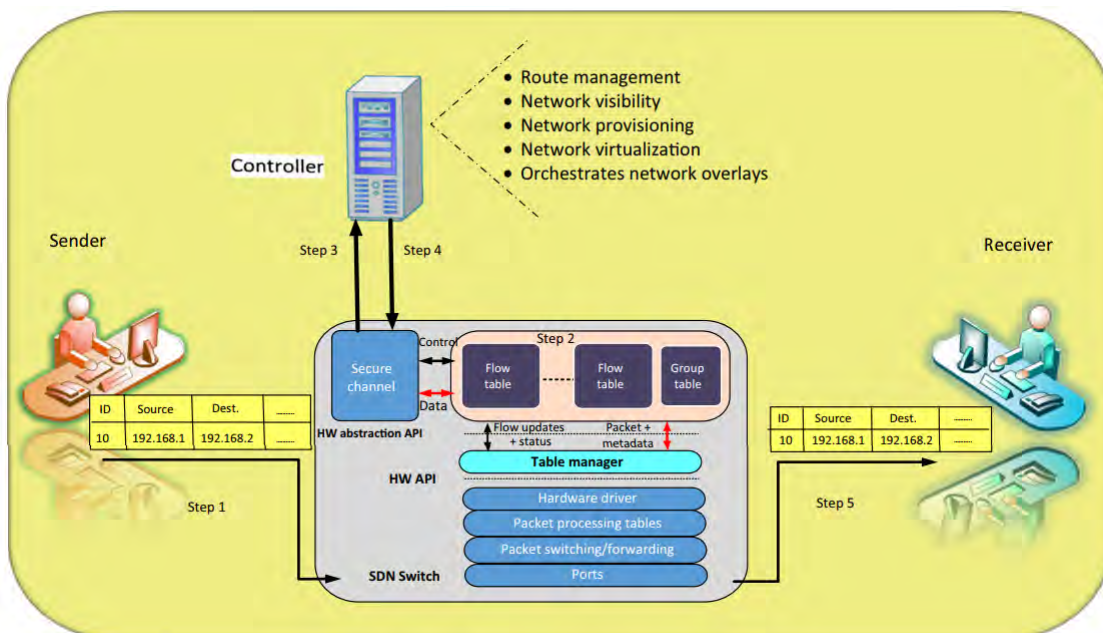 • Route management
• Network visibility
• Network provisioning
• Network virtualization
• Orchestrates network overlays
Controller
Sender
Step 3
Step 4
Receiver
Step 2
Secure channel
Control
Data
Flow table
Flow table
Group table
ID Source Dest. ........
10 192.168.1 192.168.2 ........
HW abstraction API
Flow updates + status
Packet + metadata
ID Source Dest. ........
10 192.168.1 192.168.2 ........
Table manager
HW API
Step 1
Hardware driver
Packet processing tables
Packet switching/forwarding
Ports
SDN Switch
Step 5